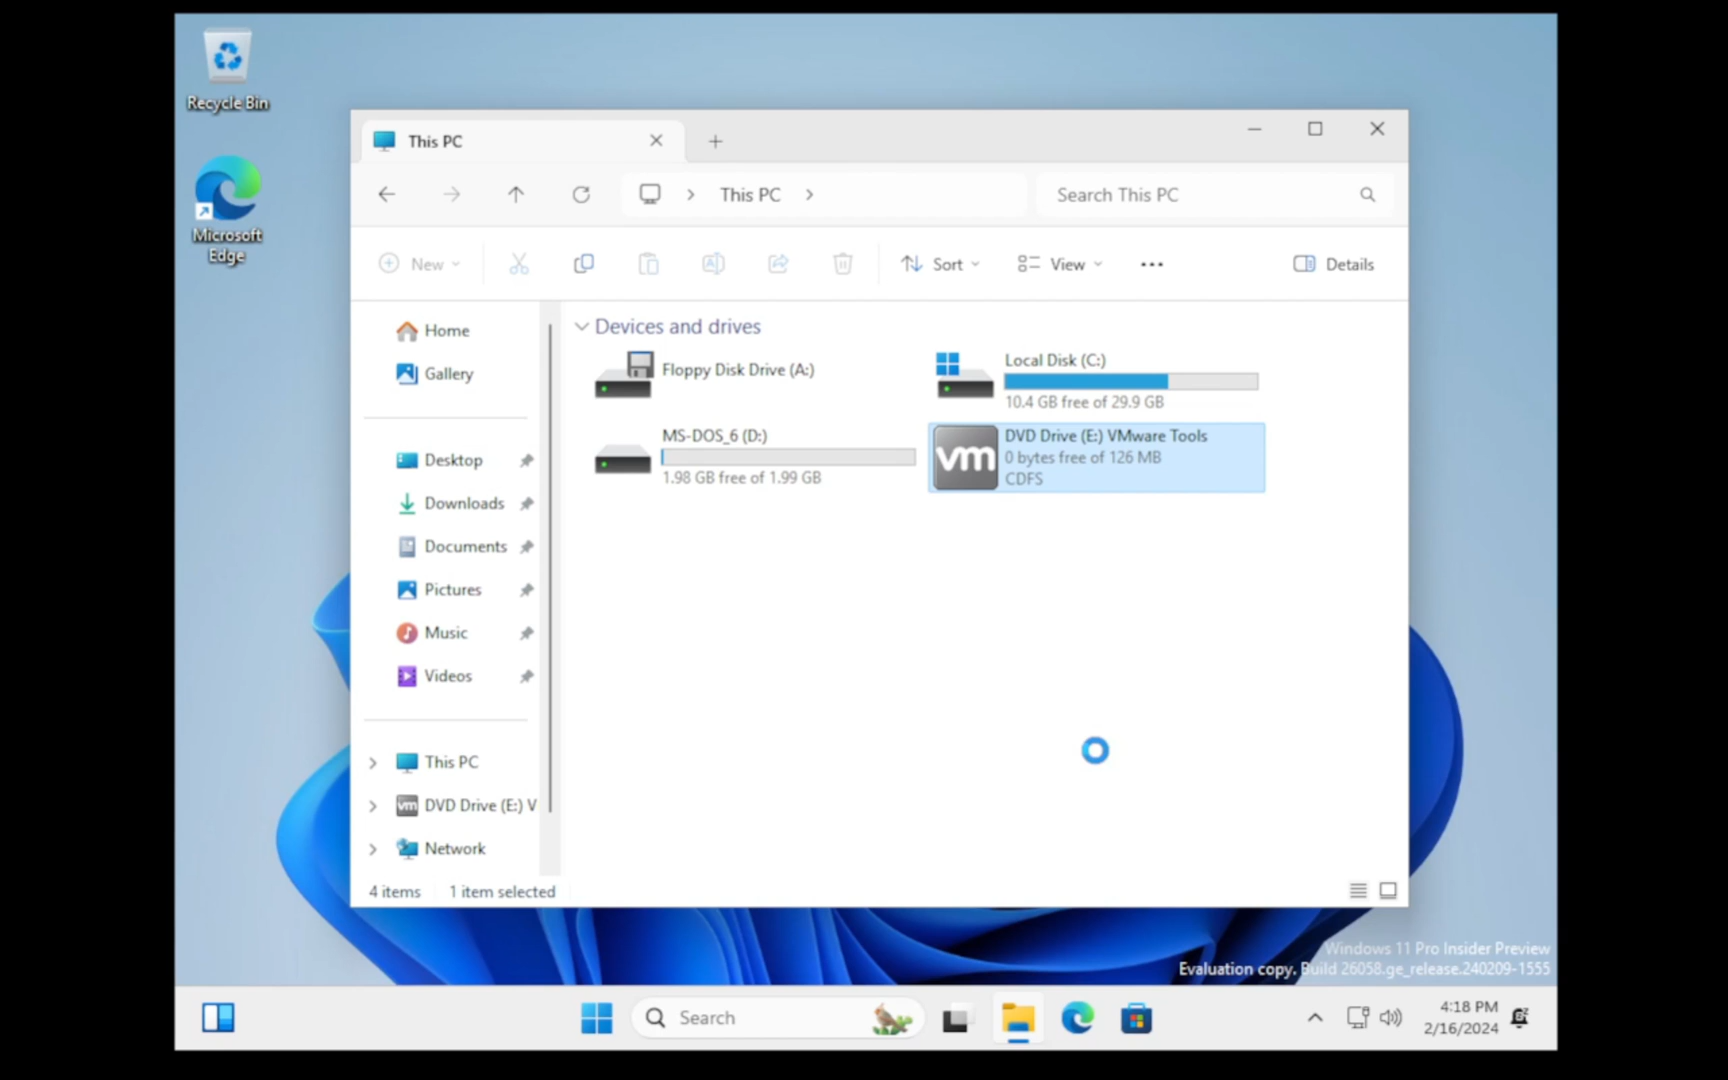 Recycle Bin
Microsoft
Edge
This PC
This PC
Search This PC
New
Sort
View
Details
Home
Gallery
Desktop
Downloads
Documents
Pictures
Music
Videos
This PC
DVD Drive (E:) V
Network
Devices and drives
Floppy Disk Drive (A:)
Local Disk (C:)
10.4 GB free of 29.9 GB
MS-DOS_6 (D:)
1.98 GB free of 1.99 GB
vm
DVD Drive (E:) VMware Tools
0 bytes free of 126 MB
CDFS
4 items
1 item selected
Windows 11 Pro Insider Preview
Evaluation copy. Build 26058.ge_release.240209-1555
Search
4:18 PM
2/16/2024